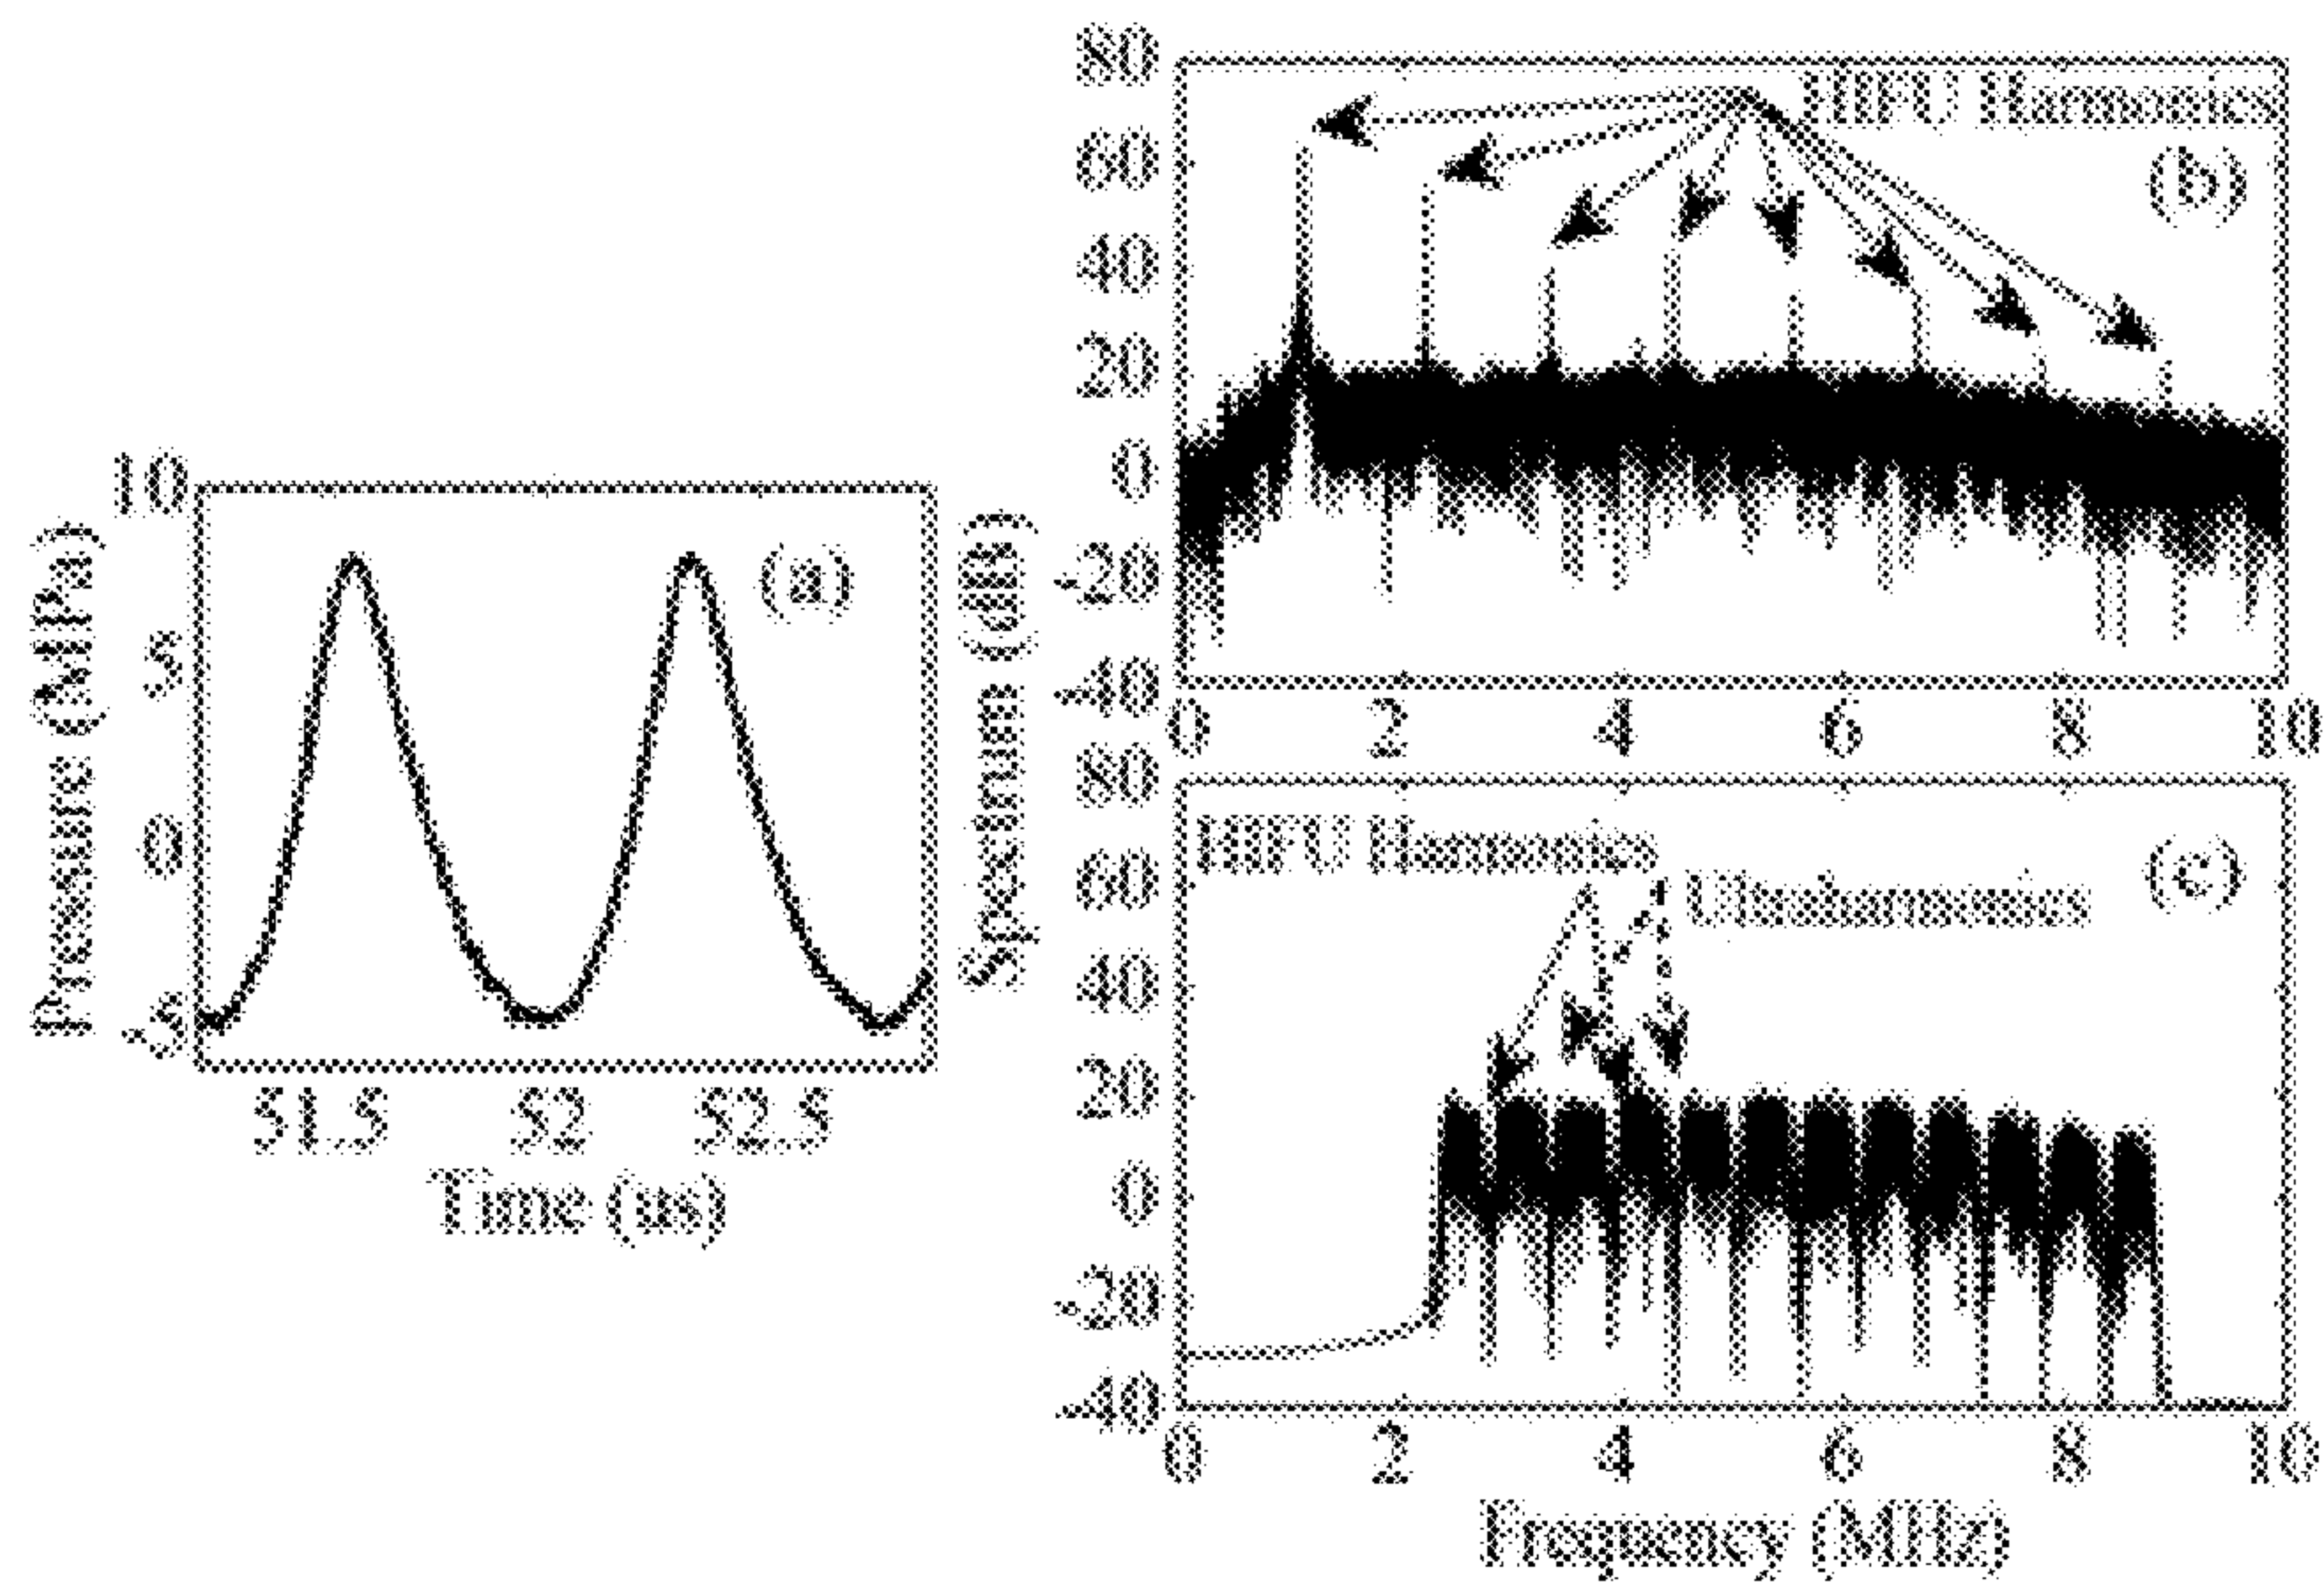 10
5
0
-5
Pressure (MPa)
(a)
51.5 52 52.5
Time (us)
Spectrum (dB)
80
60
40
20
0
-20
-40
HIFU Harmonics
(b)
0 2 4 6 8 10
80
60
40
20
0
-20
-40
HIFU Harmonics
Ultraharmonics
(c)
0 2 4 6 8 10
Frequency (MHz)